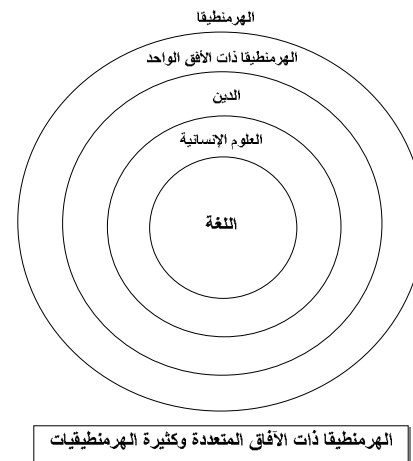 الهرمنطيقا
الهرمنطيقا ذات الأفق الواحد
الدين
العلوم الإنسانية
اللغة
الهرمنطيقا ذات الآفاق المتعددة وكثيرة الهرمنطيقيات